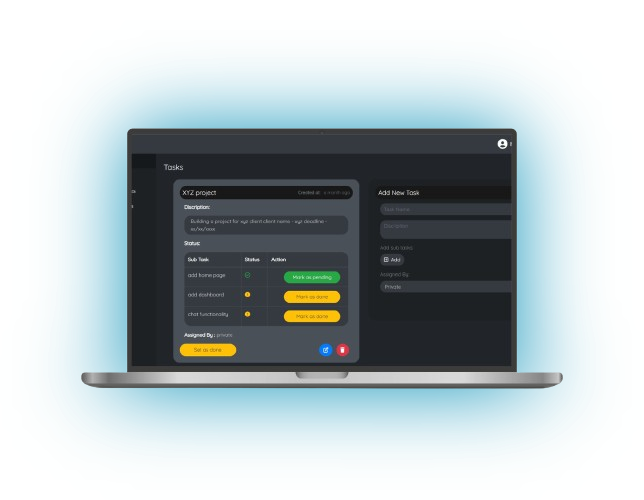 Tasks
XYZ project
Created at : a month ago
Discription:
Building a project for xyz client client name - xyz deadline -
xx/xx/xxxx
Status:
Sub Task Status Action
add home page Mark as pending
add dashboard Mark as done
chat functionality Mark as done
Assigned By : private
Set as done
Add New Task
Task Name
Description
Add sub tasks
Add
Assigned By
Private